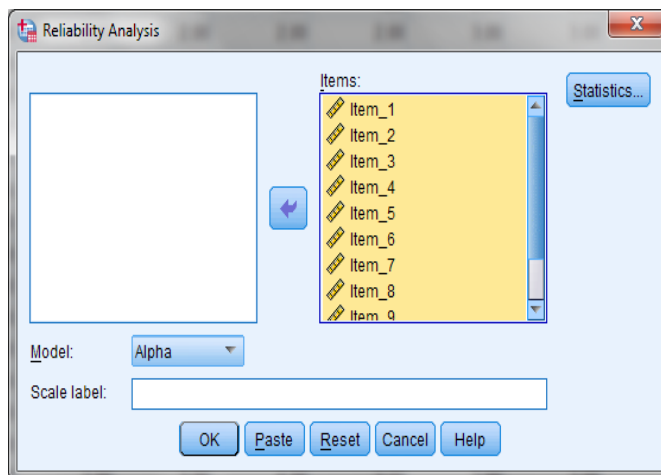 Reliability Analysis
X
Items:
Statistics...
Item_1
Item_2
Item_3
Item_4
Item_5
Item_6
Item_7
Item_8
Item_9
Model:
Alpha
Scale label:
OK Paste Reset Cancel Help